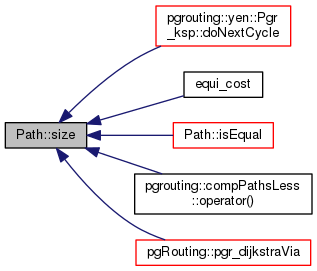 pgrouting::yen::Pgr
_ksp::doNextCycle
equi_cost
Path::size
Path::isEqual
pgrouting::compPathsLess
::operator()
pgRouting::pgr_dijkstraVia